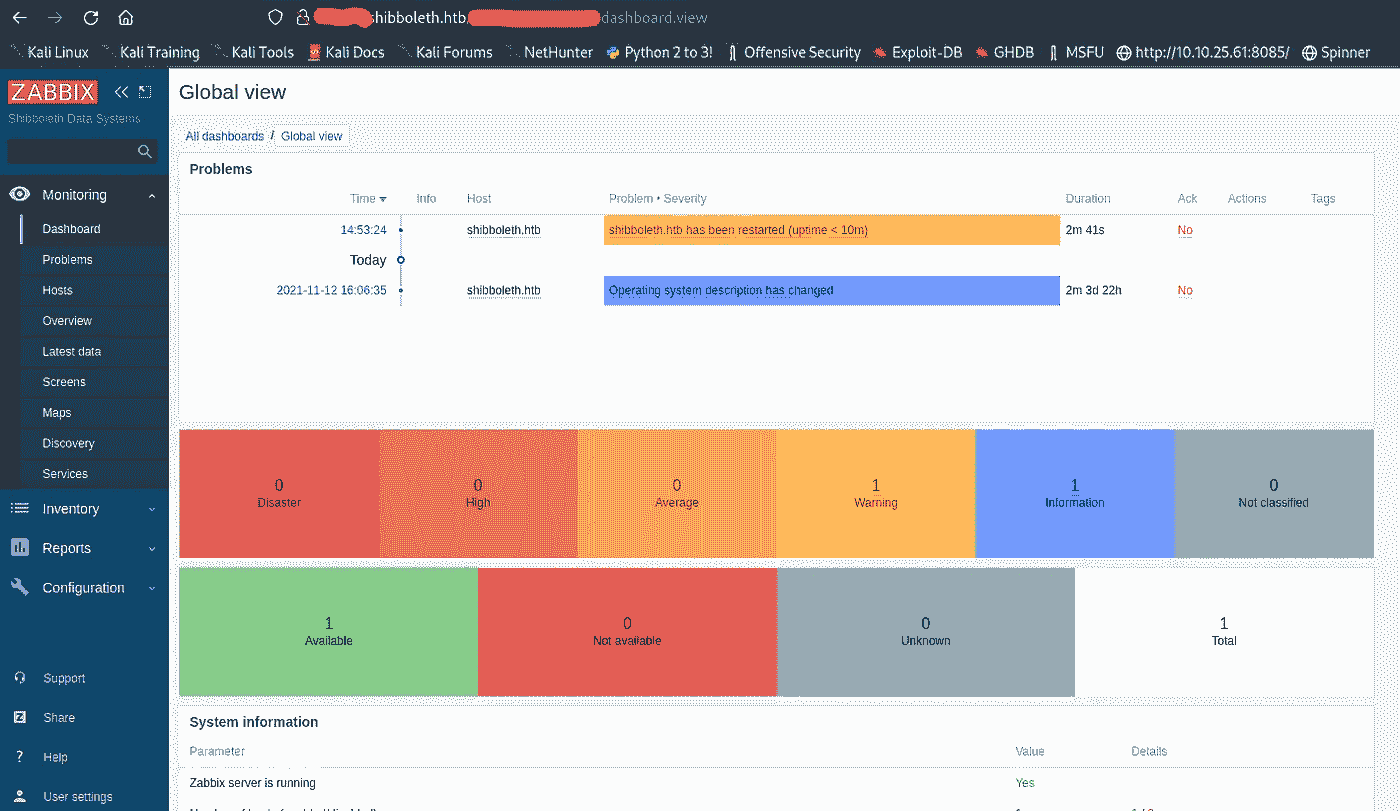 shibboleth.htb. dashboard.view
Kali Linux Kali Training Kali Tools Kali Docs Kali Forums NetHunter Python 2 to 3! Offensive Security Exploit-DB GHDB MSFU http://10.10.25.61:8085/ Spinner
ZABBIX
Shibboleth Data Systems
Monitoring
Dashboard
Problems
Hosts
Overview
Latest data
Screens
Maps
Discovery
Services
Inventory
Reports
Configuration
Support
Share
Help
User settings
Global view
All dashboards / Global view
Problems
Time Info Host Problem • Severity Duration Ack Actions Tags
14:53:24 shibboleth.htb shibboleth.htb has been restarted (uptime < 10m) 2m 41s No
Today
2021-11-12 16:06:35 shibboleth.htb Operating system description has changed 2m 3d 22h No
0 0 0 1 1 0
Disaster High Average Warning Information Not classified
1 0 0 1
Available Not available Unknown Total
System information
Parameter Value Details
Zabbix server is running Yes